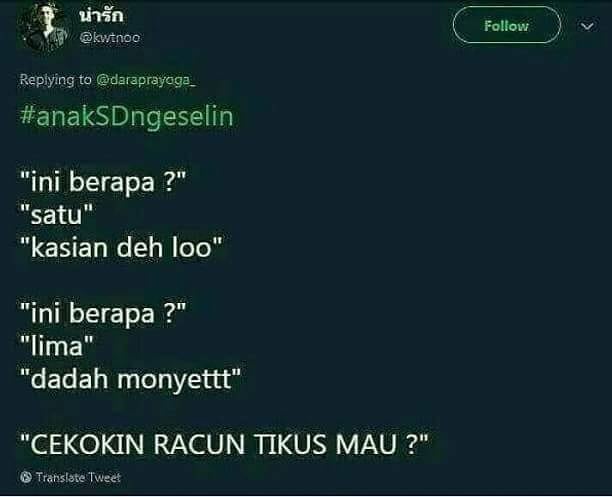 น่ารัก
@kwtnoo
Follow
Replying to @daraprayoga_
#anakSDngeselin
"ini berapa ?"
"satu"
"kasian deh loo"
"ini berapa ?"
"lima"
"dadah monyettt"
"CEKOKIN RACUN TIKUS MAU ?"
Translate Tweet